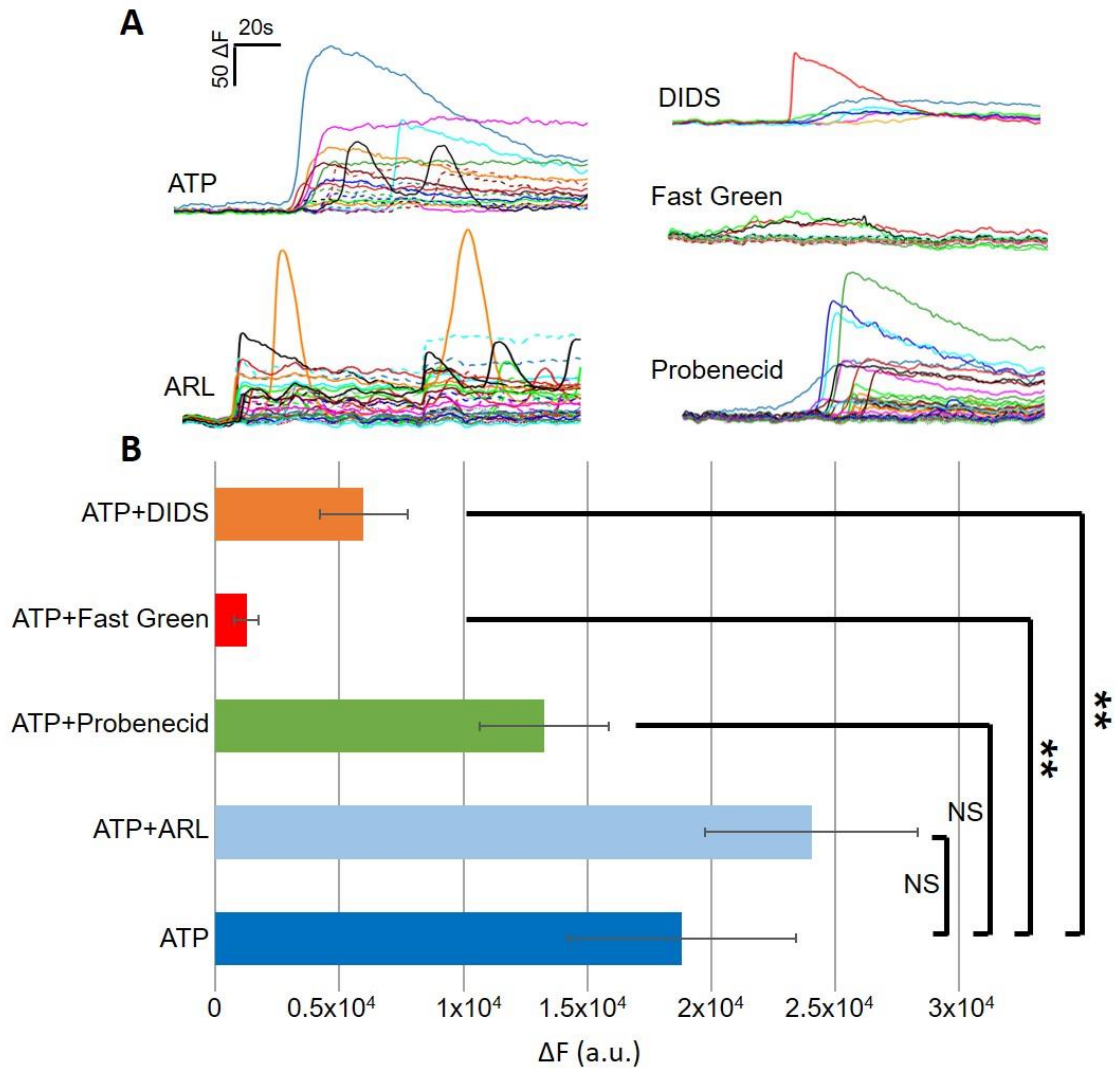 A
20s
50 ΔF
ATP
ARL
DIDS
Fast Green
Probenecid
B
ATP+DIDS
ATP+Fast Green
ATP+Probenecid
ATP+ARL
ATP
**
**
NS
NS
0
0.5x10⁴
1x10⁴
1.5x10⁴
2x10⁴
2.5x10⁴
3x10⁴
ΔF (a.u.)